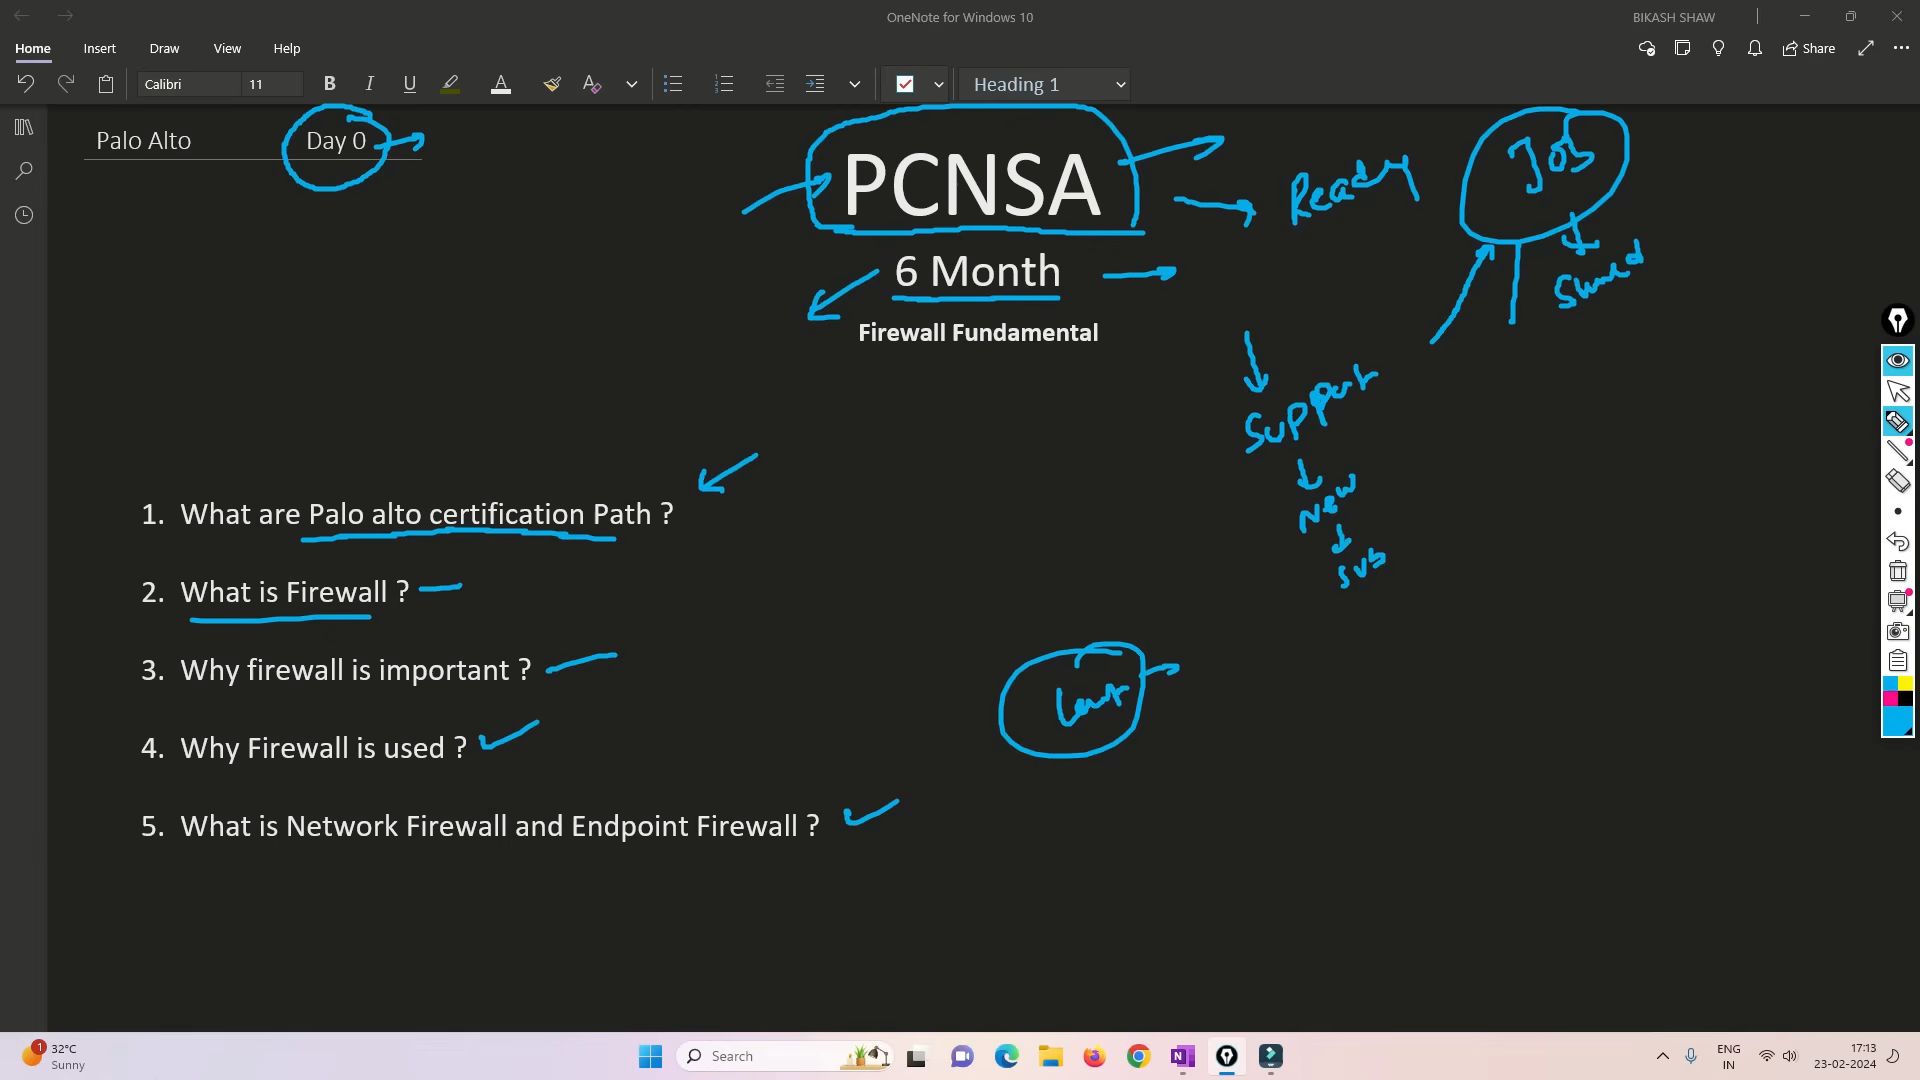 OneNote for Windows 10
BIKASH SHAW
Home Insert Draw View Help
Share
Calibri 11 B I U A A Heading 1
Palo Alto Day 0
PCNSA
Ready
Job
6 Month
Firewall Fundamental
Support
New
Sub
1. What are Palo alto certification Path ?
2. What is Firewall ?
3. Why firewall is important ?
4. Why Firewall is used ?
5. What is Network Firewall and Endpoint Firewall ?
1
32°C
Sunny
Search
ENG
IN
17:13
23-02-2024